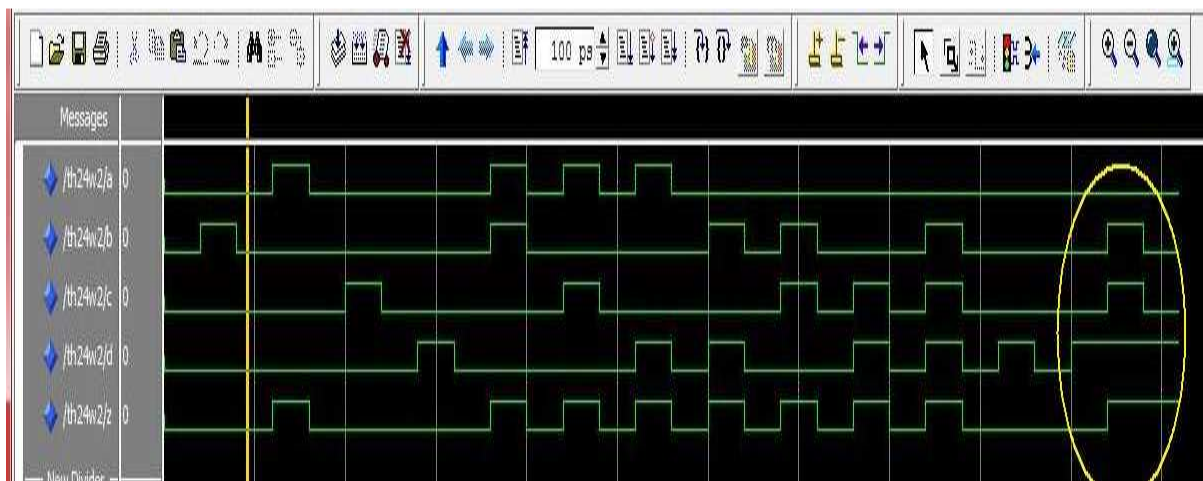 100 ps
Messages
/th24w2/a 0
/th24w2/b 0
/th24w2/c 0
/th24w2/d 0
/th24w2/z 0
New Divider